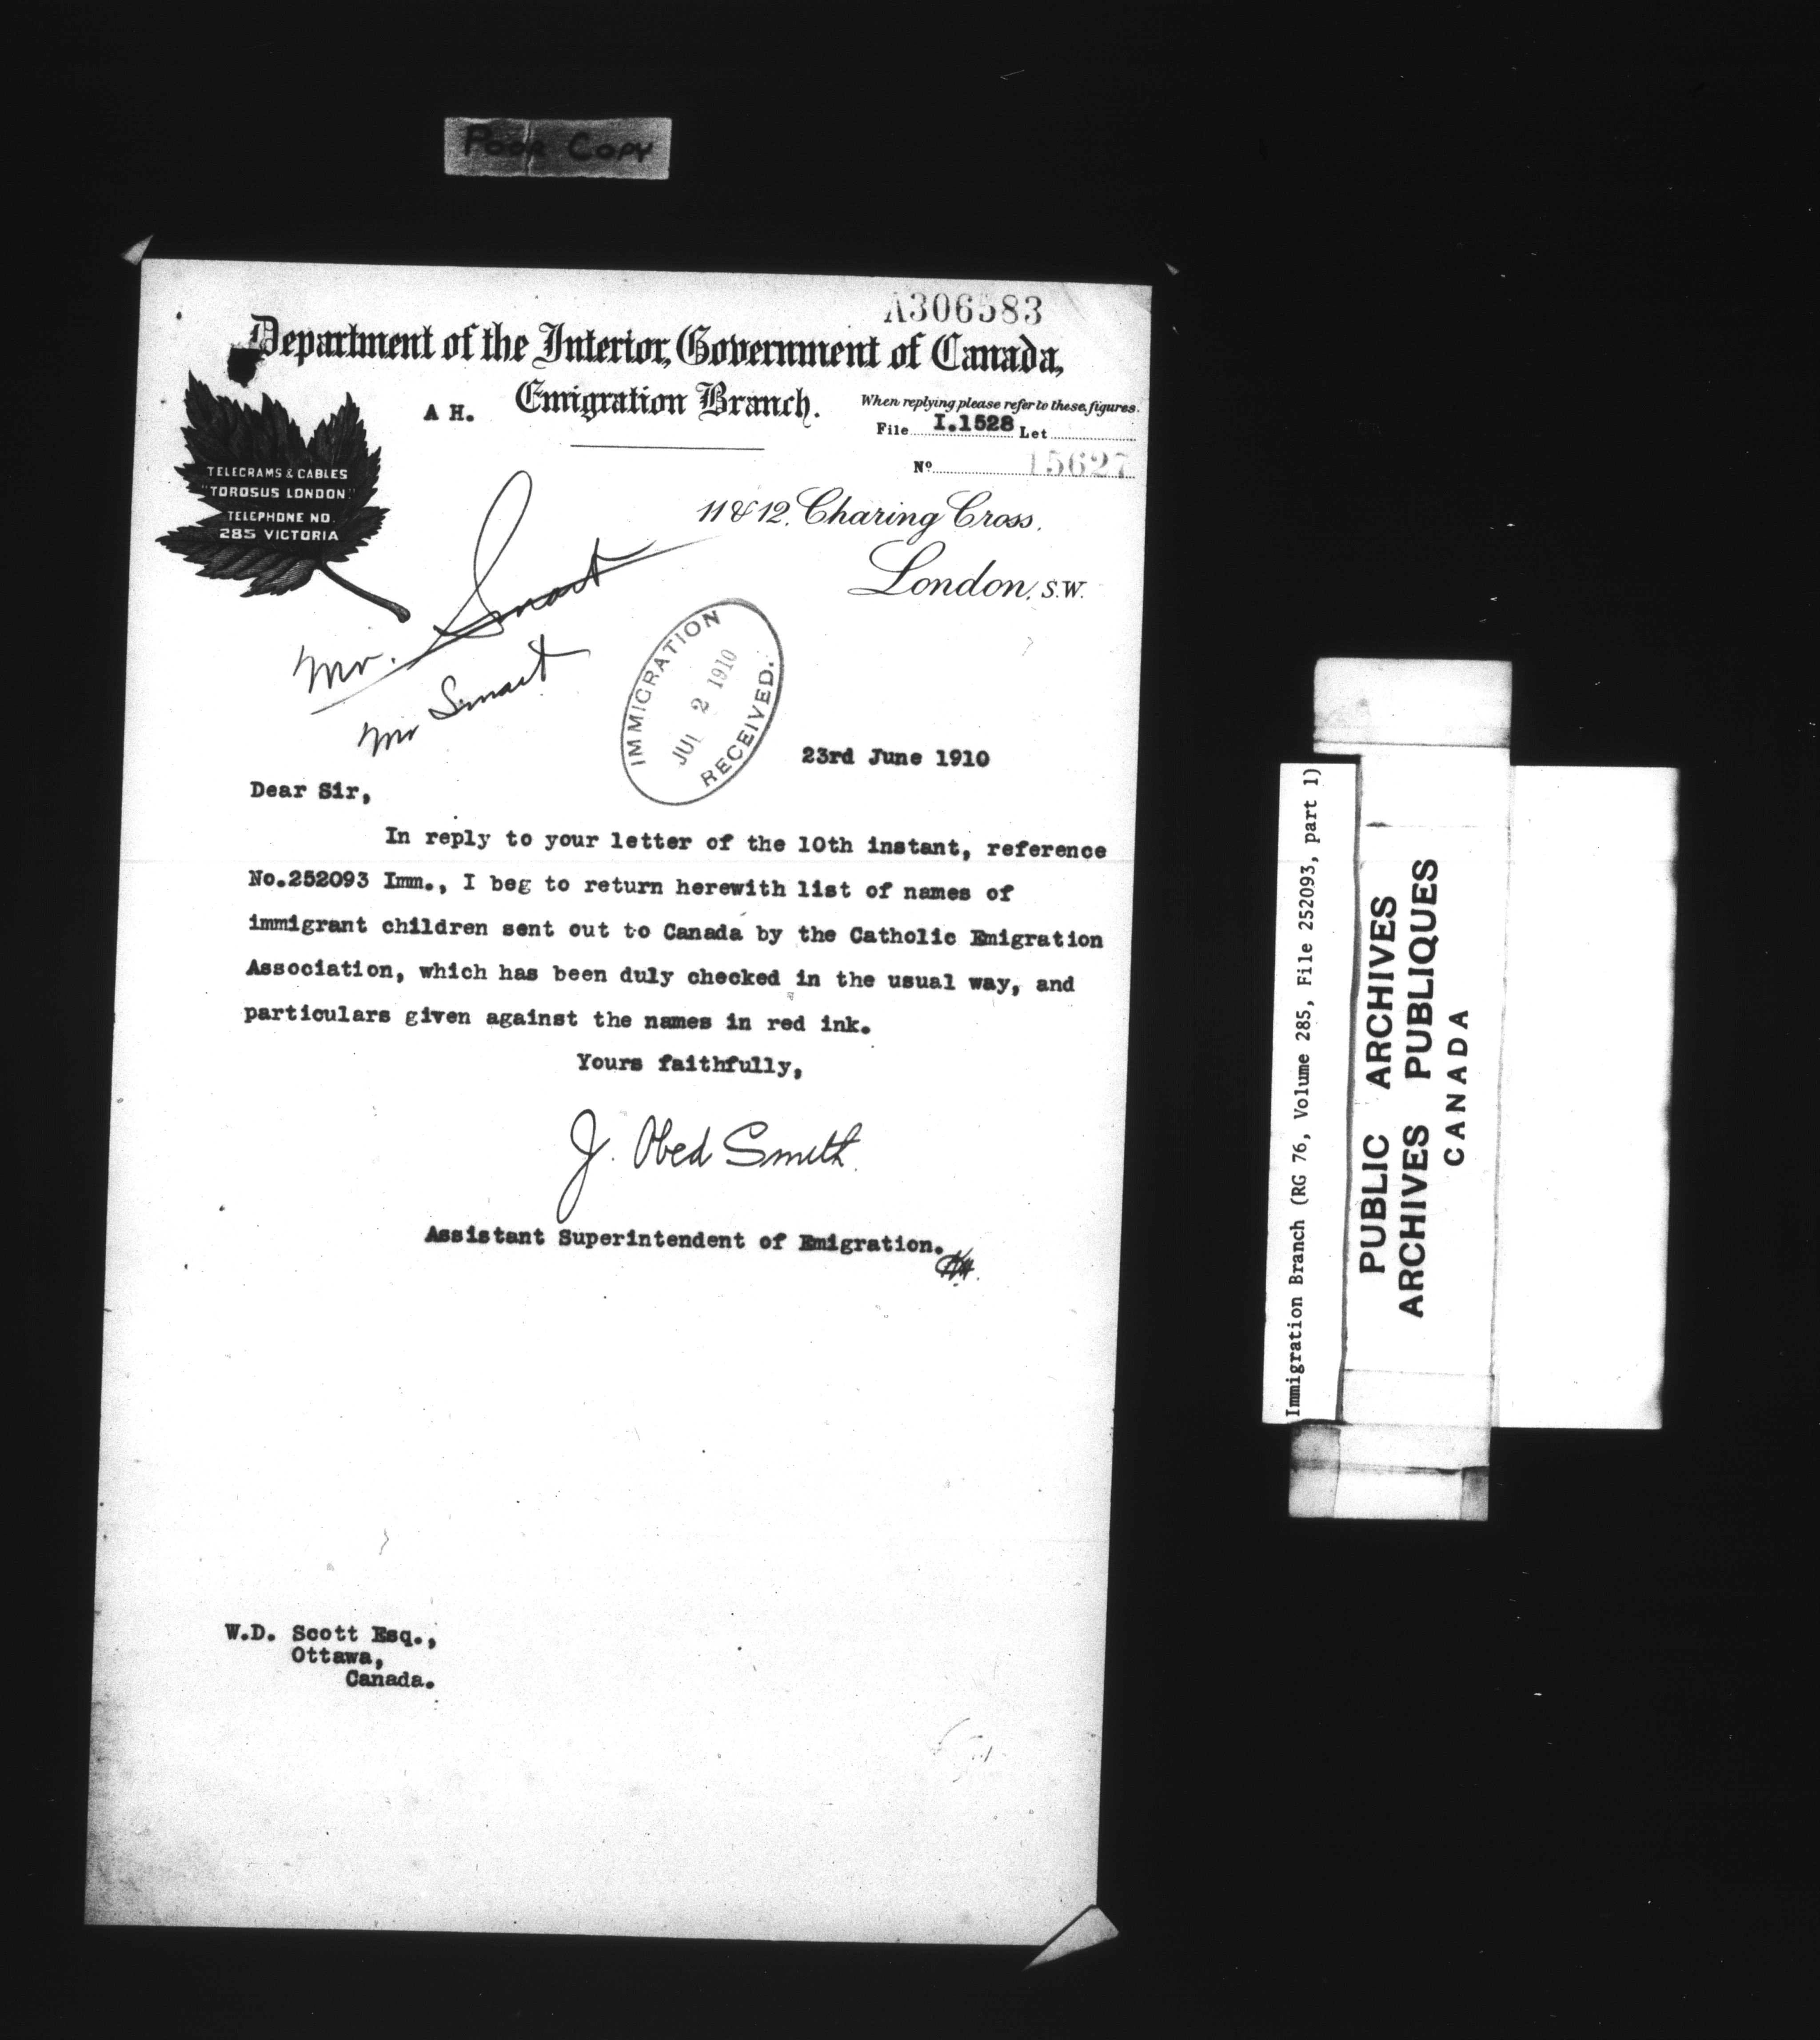 Poor Copy
A306583
Department of the Interior, Government of Canada,
Emigration Branch.
A H.
When replying please refer to these figures.
File I.1528 Let
No 15627
TELEGRAMS & CABLES
"TOROSUS LONDON"
TELEPHONE NO.
285 VICTORIA
11 & 12, Charing Cross,
London, S.W.
Mr. Smart
Mr Smart
IMMIGRATION
JUL 2 1910
RECEIVED.
23rd June 1910
Dear Sir,
In reply to your letter of the 10th instant, reference
No.252093 Imm., I beg to return herewith list of names of
immigrant children sent out to Canada by the Catholic Emigration
Association, which has been duly checked in the usual way, and
particulars given against the names in red ink.
Yours faithfully,
J. Obed Smith.
Assistant Superintendent of Emigration.
W.D. Scott Esq.,
Ottawa,
Canada.
Immigration Branch (RG 76, Volume 285, File 252093, part 1)
PUBLIC ARCHIVES
ARCHIVES PUBLIQUES
CANADA